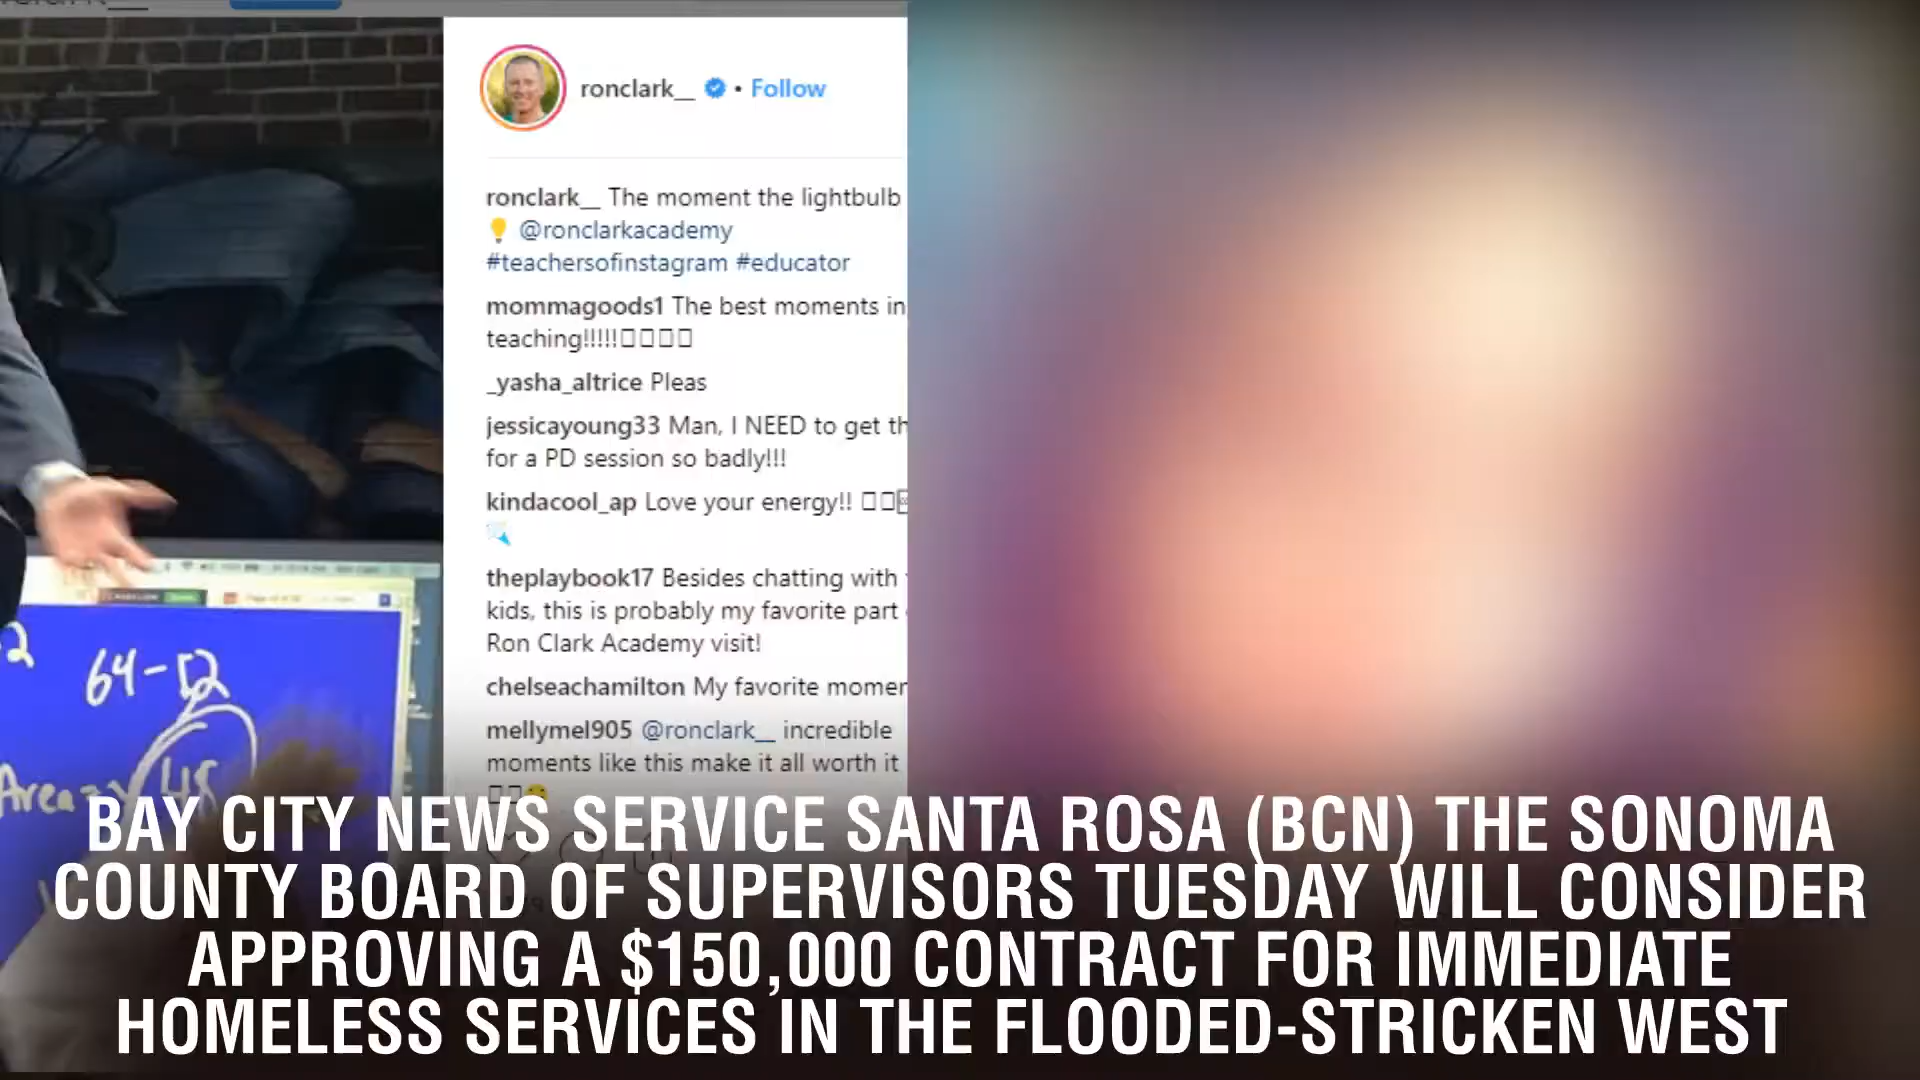 ronclark__ • Follow
ronclark__ The moment the lightbulb
@ronclarkacademy
#teachersofinstagram #educator
mommagoods1 The best moments in
teaching!!!!!
_yasha_altrice Pleas
jessicayoung33 Man, I NEED to get th
for a PD session so badly!!!
kindacool_ap Love your energy!!
theplaybook17 Besides chatting with
kids, this is probably my favorite part
Ron Clark Academy visit!
chelseachamilton My favorite momen
mellymel905 @ronclark__ incredible
moments like this make it all worth it
64-52
Area
48
BAY CITY NEWS SERVICE SANTA ROSA (BCN) THE SONOMA
COUNTY BOARD OF SUPERVISORS TUESDAY WILL CONSIDER
APPROVING A $150,000 CONTRACT FOR IMMEDIATE
HOMELESS SERVICES IN THE FLOODED-STRICKEN WEST